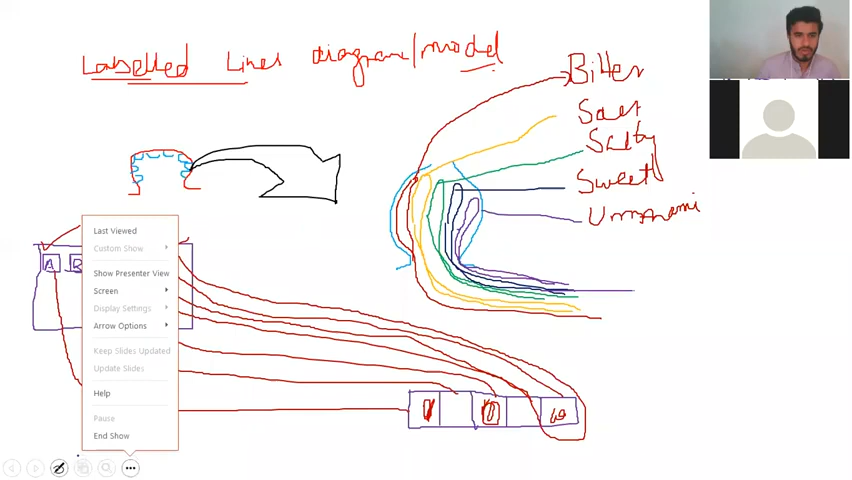 Labelled Lines diagram/model
Bitter
Sour
Salty
Sweet
Ummami
A B
Last Viewed
Custom Show
Show Presenter View
Screen
Display Settings
Arrow Options
Keep Slides Updated
Update Slides
Help
Pause
End Show